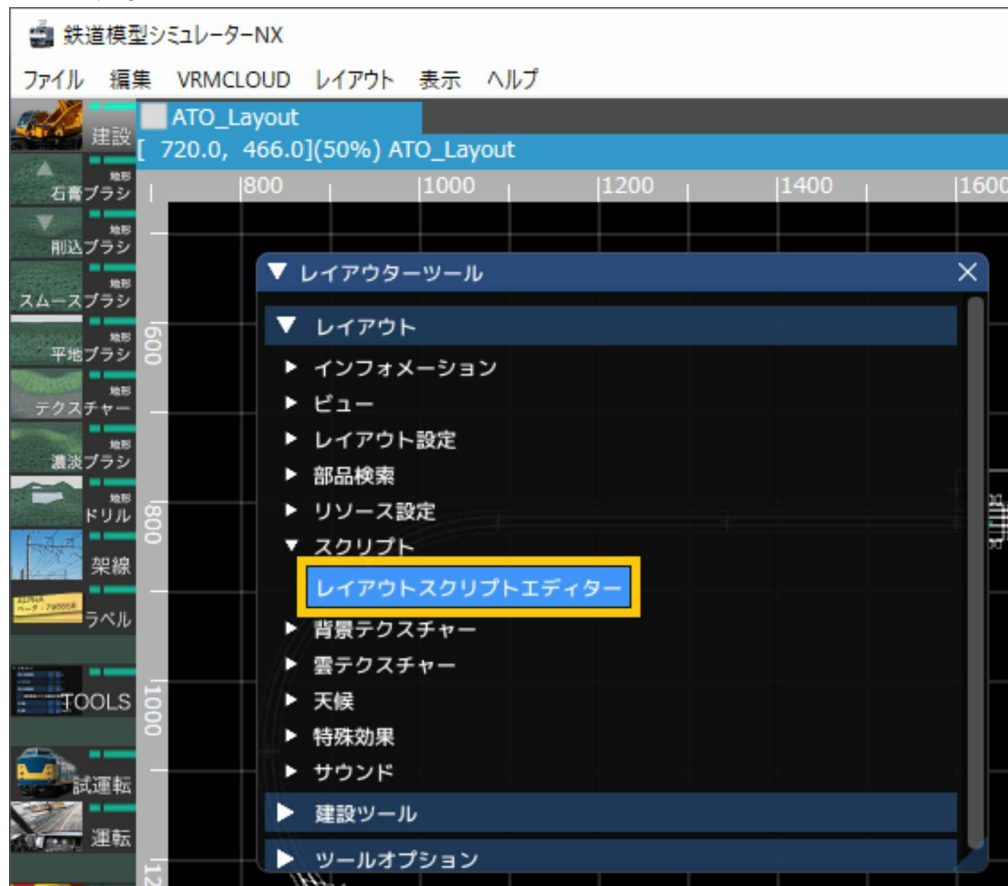 鉄道模型シミュレーターNX
ファイル 編集 VRMCLOUD レイアウト 表示 ヘルプ
建設
ATO_Layout
[ 720.0, 466.0](50%) ATO_Layout
|800 |1000 |1200 |1400 |1600
地形
石膏ブラシ
地形
削込ブラシ
地形
スムースブラシ
地形
平地ブラシ
地形
テクスチャー
地形
濃淡ブラシ
地形
ドリル
架線
ラベル
TOOLS
試運転
運転
600
800
1000
12
▼ レイアウターツール ×
▼ レイアウト
▶ インフォメーション
▶ ビュー
▶ レイアウト設定
▶ 部品検索
▶ リソース設定
▼ スクリプト
レイアウトスクリプトエディター
▶ 背景テクスチャー
▶ 雲テクスチャー
▶ 天候
▶ 特殊効果
▶ サウンド
▶ 建設ツール
▶ ツールオプション